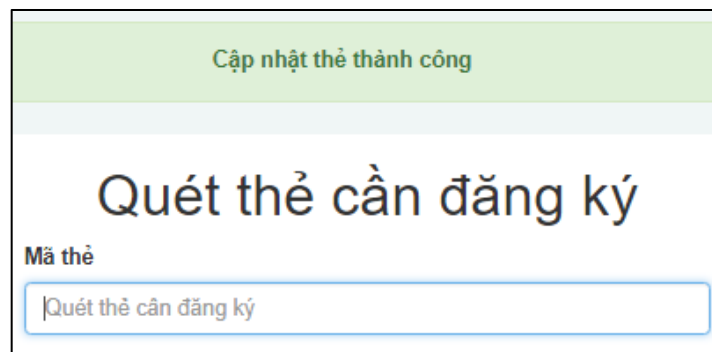 Cập nhật thẻ thành công
Quét thẻ cần đăng ký
Mã thẻ
Quét thẻ cần đăng ký